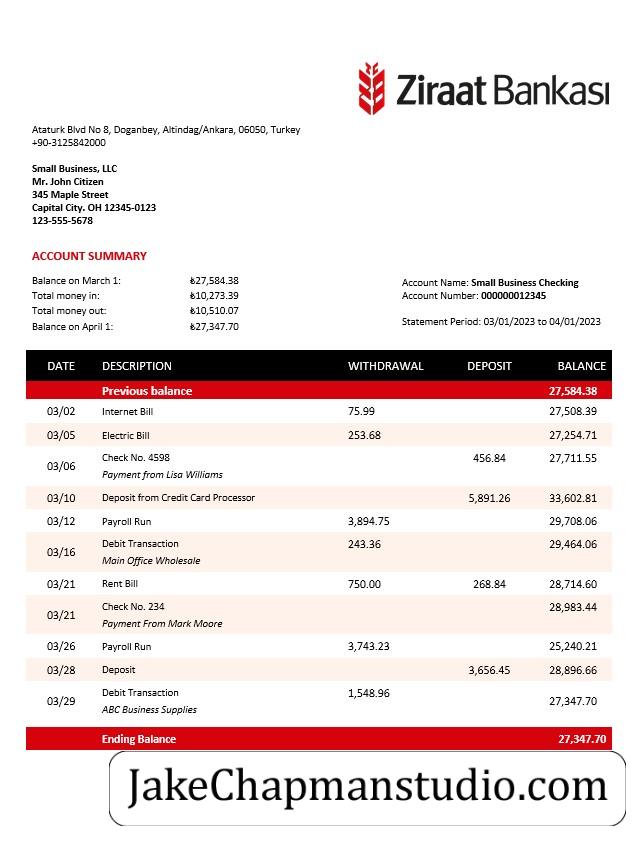 Ziraat Bankası
Ataturk Blvd No 8, Doganbey, Altindag/Ankara, 06050, Turkey
+90-3125842000
Small Business, LLC
Mr. John Citizen
345 Maple Street
Capital City. OH 12345-0123
123-555-5678
ACCOUNT SUMMARY
Balance on March 1: ₺27,584.38
Total money in: ₺10,273.39
Total money out: ₺10,510.07
Balance on April 1: ₺27,347.70
Account Name: Small Business Checking
Account Number: 000000012345
Statement Period: 03/01/2023 to 04/01/2023
DATE DESCRIPTION WITHDRAWAL DEPOSIT BALANCE
Previous balance 27,584.38
03/02 Internet Bill 75.99 27,508.39
03/05 Electric Bill 253.68 27,254.71
03/06 Check No. 4598 456.84 27,711.55
Payment from Lisa Williams
03/10 Deposit from Credit Card Processor 5,891.26 33,602.81
03/12 Payroll Run 3,894.75 29,708.06
03/16 Debit Transaction 243.36 29,464.06
Main Office Wholesale
03/21 Rent Bill 750.00 268.84 28,714.60
03/21 Check No. 234 28,983.44
Payment From Mark Moore
03/26 Payroll Run 3,743.23 25,240.21
03/28 Deposit 3,656.45 28,896.66
03/29 Debit Transaction 1,548.96 27,347.70
ABC Business Supplies
Ending Balance 27,347.70
JakeChapmanstudio.com